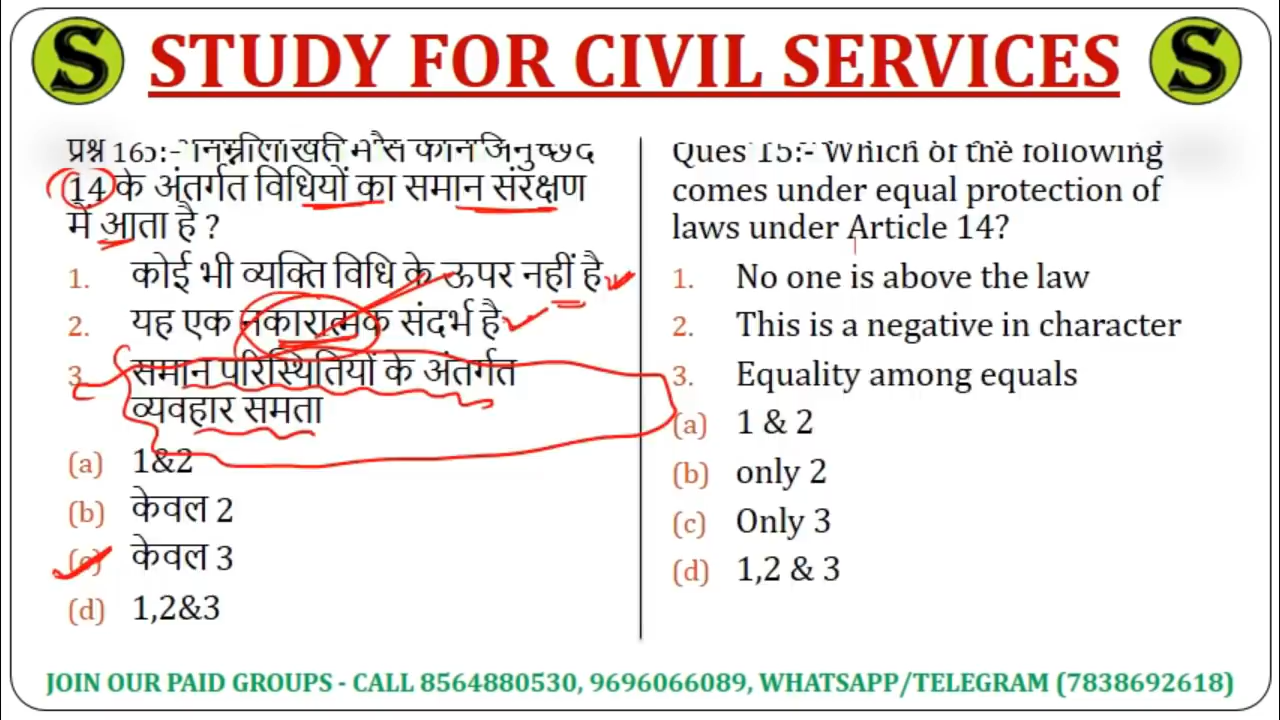 S STUDY FOR CIVIL SERVICES S
प्रश्न
14 के अंतर्गत विधियों का समान संरक्षण
में आता है ?
1. कोई भी व्यक्ति विधि के ऊपर नहीं है
2. यह एक नकारात्मक संदर्भ है
3. समान परिस्थितियों के अंतर्गत
व्यवहार समता
(a) 1&2
(b) केवल 2
(c) केवल 3
(d) 1,2&3
Ques 15:- Which of the following
comes under equal protection of
laws under Article 14?
1. No one is above the law
2. This is a negative in character
3. Equality among equals
(a) 1 & 2
(b) only 2
(c) Only 3
(d) 1,2 & 3
JOIN OUR PAID GROUPS - CALL 8564880530, 9696066089, WHATSAPP/TELEGRAM (7838692618)